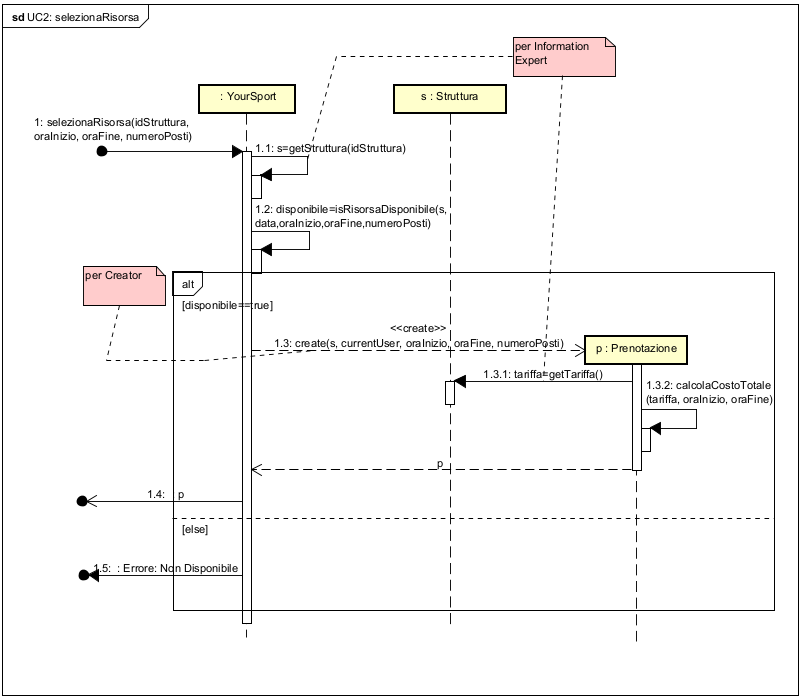 sd UC2: selezionaRisorsa
per Information
Expert
: YourSport
s : Struttura
1: selezionaRisorsa(idStruttura,
oraInizio, oraFine, numeroPosti)
1.1: s=getStruttura(idStruttura)
1.2: disponibile=isRisorsaDisponibile(s,
data,oraInizio,oraFine,numeroPosti)
per Creator
alt
[disponibile==true]
<<create>>
1.3: create(s, currentUser, oraInizio, oraFine, numeroPosti)
p : Prenotazione
1.3.1: tariffa=getTariffa()
1.3.2: calcolaCostoTotale
(tariffa, oraInizio, oraFine)
p
1.4: p
[else]
1.5: : Errore: Non Disponibile